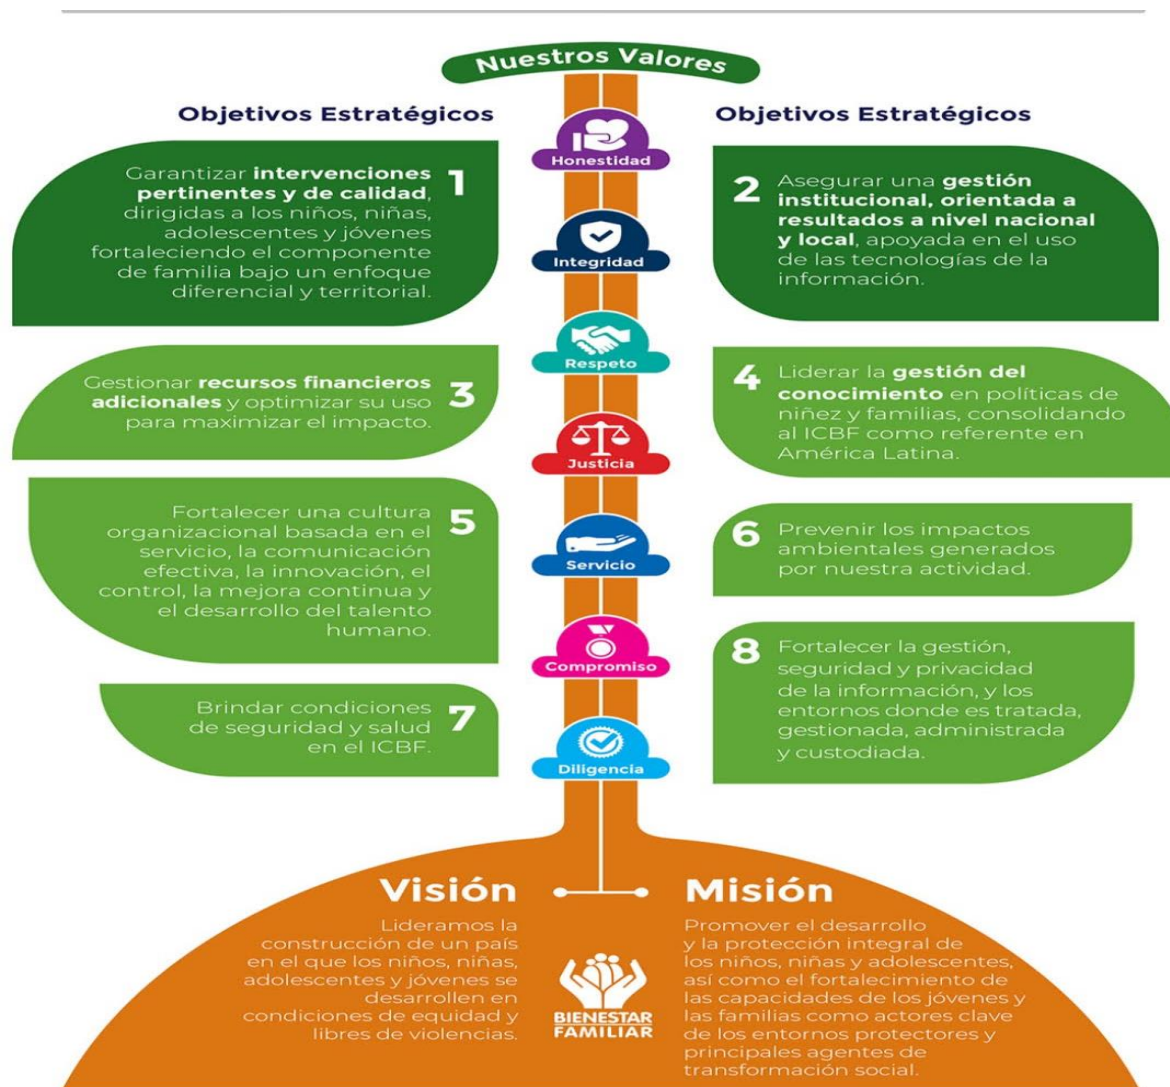 Nuestros Valores
Objetivos Estratégicos
Objetivos Estratégicos
Honestidad
1
Garantizar intervenciones
pertinentes y de calidad,
dirigidas a los niños, niñas,
adolescentes y jóvenes
fortaleciendo el componente
de familia bajo un enfoque
diferencial y territorial.
2
Asegurar una gestión
institucional, orientada a
resultados a nivel nacional
y local, apoyada en el uso
de las tecnologías de la
información.
Integridad
Respeto
3
Gestionar recursos financieros
adicionales y optimizar su uso
para maximizar el impacto.
4
Liderar la gestión del
conocimiento en políticas de
niñez y familias, consolidando
al ICBF como referente en
América Latina.
Justicia
5
Fortalecer una cultura
organizacional basada en el
servicio, la comunicación
efectiva, la innovación, el
control, la mejora continua y
el desarrollo del talento
humano.
6
Prevenir los impactos
ambientales generados
por nuestra actividad.
Servicio
Compromiso
7
Brindar condiciones
de seguridad y salud
en el ICBF.
8
Fortalecer la gestión,
seguridad y privacidad
de la información, y los
entornos donde es tratada,
gestionada, administrada
y custodiada.
Diligencia
Visión
Lideramos la
construcción de un país
en el que los niños, niñas,
adolescentes y jóvenes se
desarrollen en
condiciones de equidad y
libres de violencias.
BIENESTAR
FAMILIAR
Misión
Promover el desarrollo
y la protección integral de
los niños, niñas y adolescentes,
así como el fortalecimiento de
las capacidades de los jóvenes y
las familias como actores clave
de los entornos protectores y
principales agentes de
transformación social.